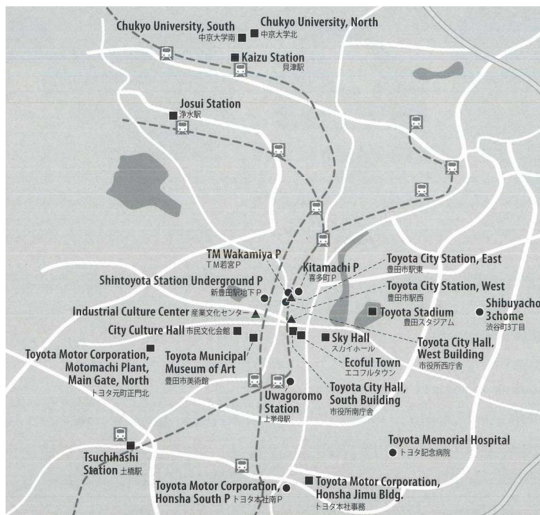 Chukyo University, South
中京大学南
Chukyo University, North
中京大学北
Kaizu Station
貝津駅
Josui Station
浄水駅
TM Wakamiya P
TM若宮P
Kitamachi P
喜多町P
Toyota City Station, East
豊田市駅東
Toyota City Station, West
豊田市駅西
Shintoyota Station Underground P
新豊田駅地下P
Industrial Culture Center 産業文化センター
Toyota Stadium
豊田スタジアム
Shibuyacho
3chome
渋谷町3丁目
City Culture Hall 市民文化会館
Sky Hall
スカイホール
Toyota City Hall,
West Building
市役所西庁舎
Toyota Motor Corporation,
Motomachi Plant,
Main Gate, North
トヨタ元町正門北
Toyota Municipal
Museum of Art
豊田市美術館
Ecoful Town
エコフルタウン
Uwagoromo
Station
上挙母駅
Toyota City Hall,
South Building
市役所南庁舎
Tsuchihashi
Station 土橋駅
Toyota Memorial Hospital
トヨタ記念病院
Toyota Motor Corporation,
Honsha South P トヨタ本社南P
Toyota Motor Corporation,
Honsha Jimu Bldg.
トヨタ本社事務